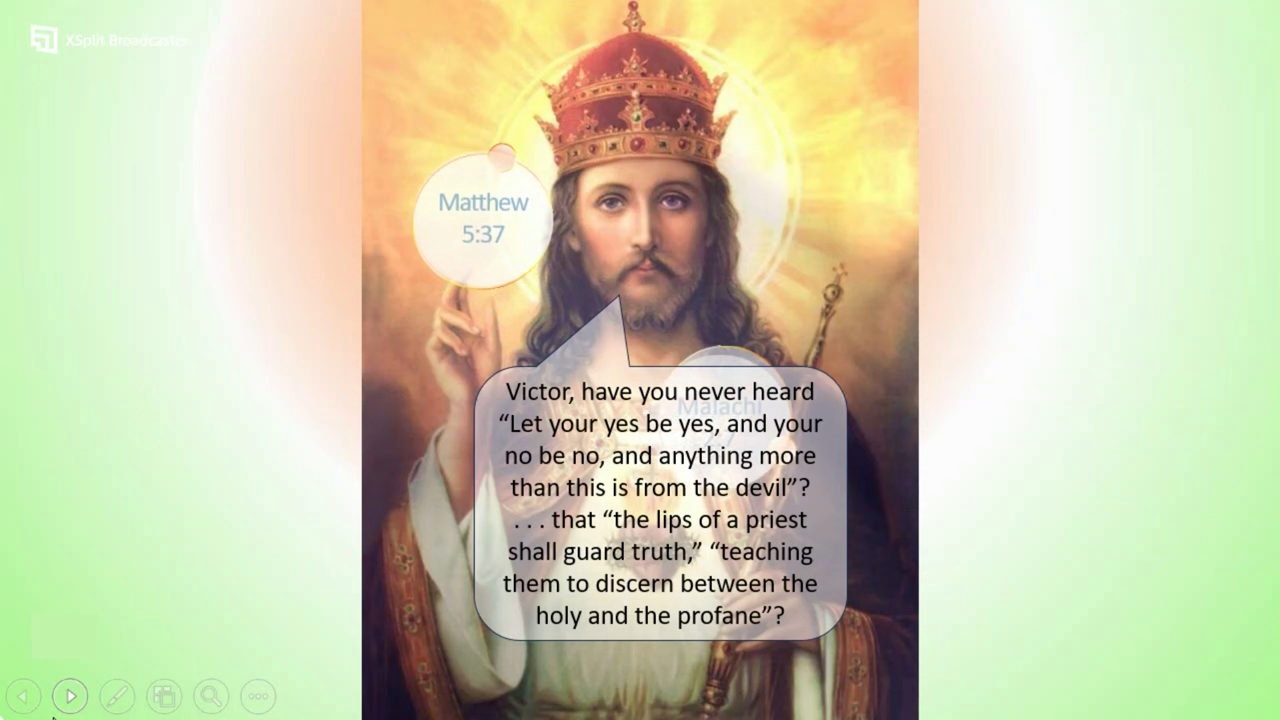 XSplit Broadcaster
Matthew
5:37
Malachi
Victor, have you never heard
“Let your yes be yes, and your
no be no, and anything more
than this is from the devil”?
. . . that “the lips of a priest
shall guard truth,” “teaching
them to discern between the
holy and the profane”?